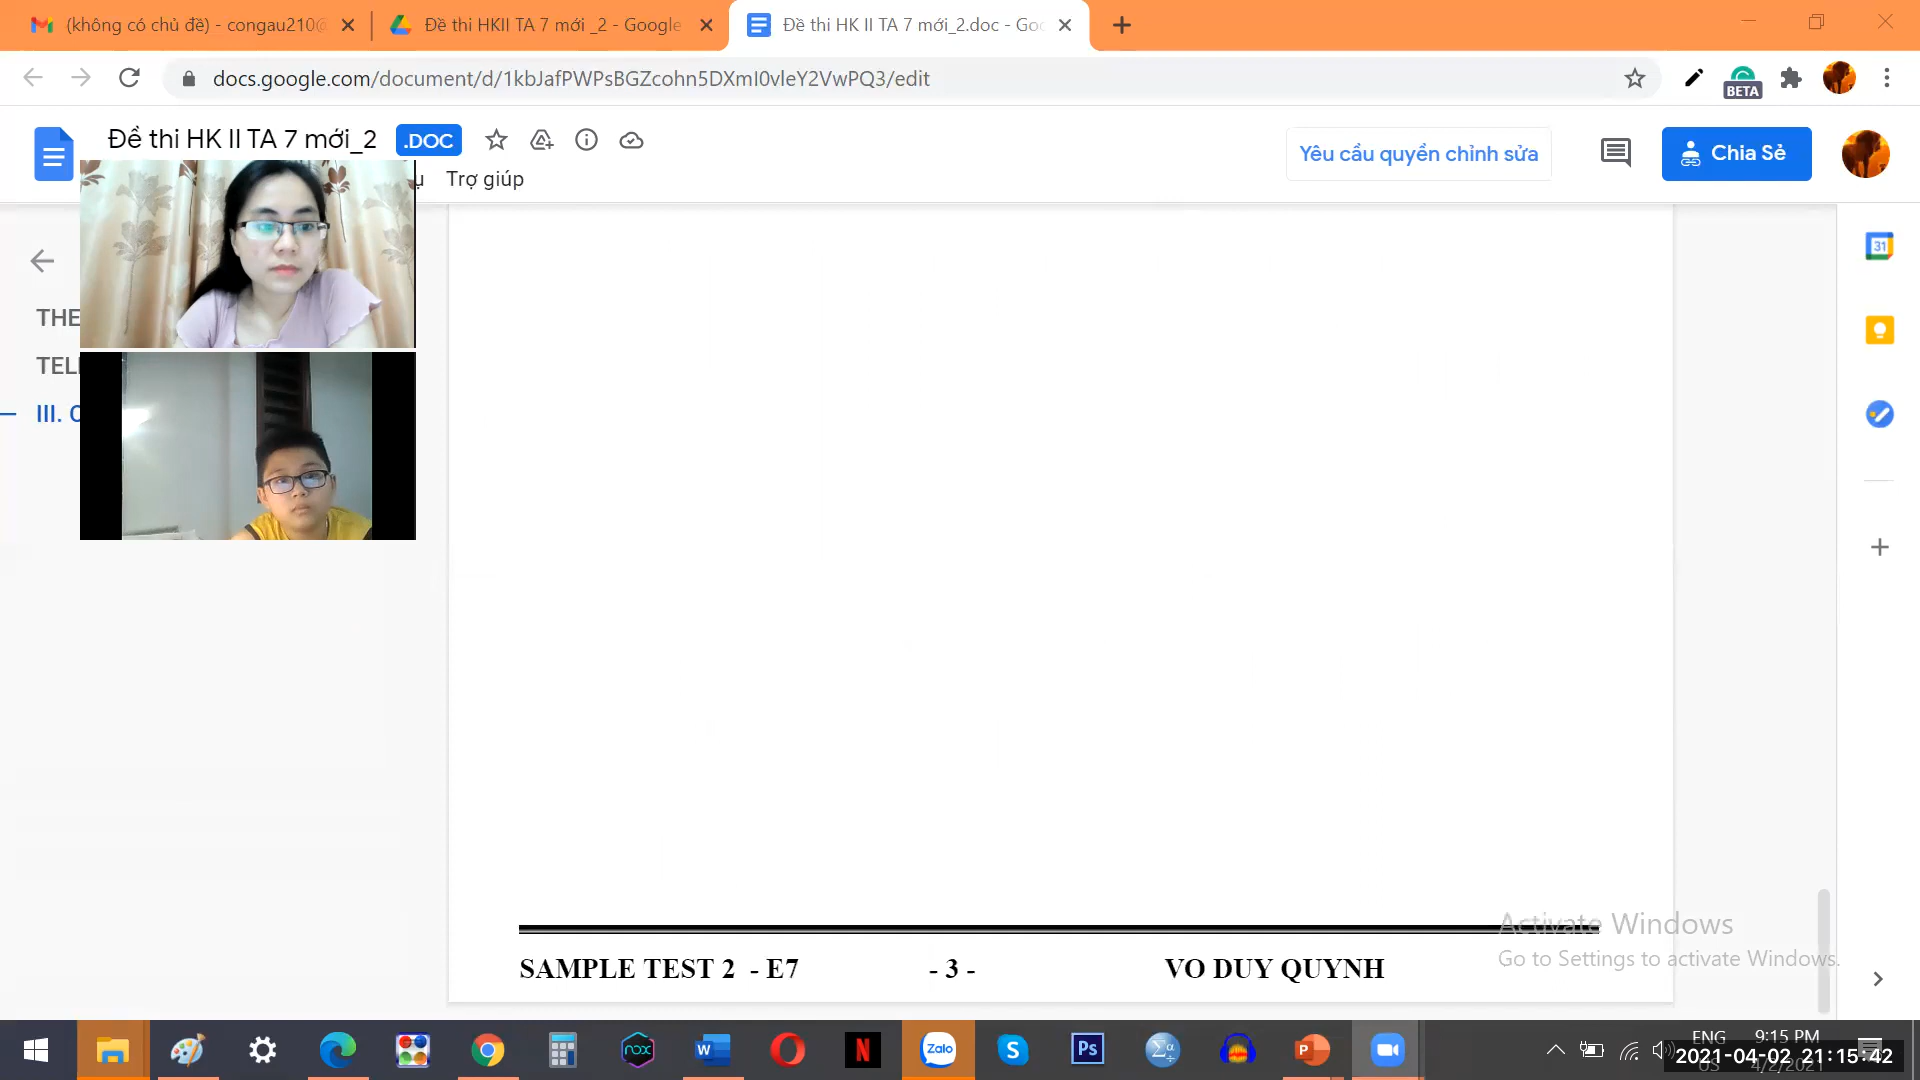 (không có chủ đề) - congau210@
Đề thi HKII TA 7 mới _2 - Google
Đề thi HK II TA 7 mới_2.doc - Goo
docs.google.com/document/d/1kbJafPWPsBGZcohn5DXmI0vleY2VwPQ3/edit
BETA
Đề thi HK II TA 7 mới_2
.DOC
Yêu cầu quyền chỉnh sửa
Chia Sẻ
Trợ giúp
31
THE
TEL
III. C
Activate Windows
Go to Settings to activate Windows.
SAMPLE TEST 2 - E7
- 3 -
VO DUY QUYNH
nox
W
N
Zalo
S
Ps
P
ENG
9:15 PM
2021-04-02 21:15:42